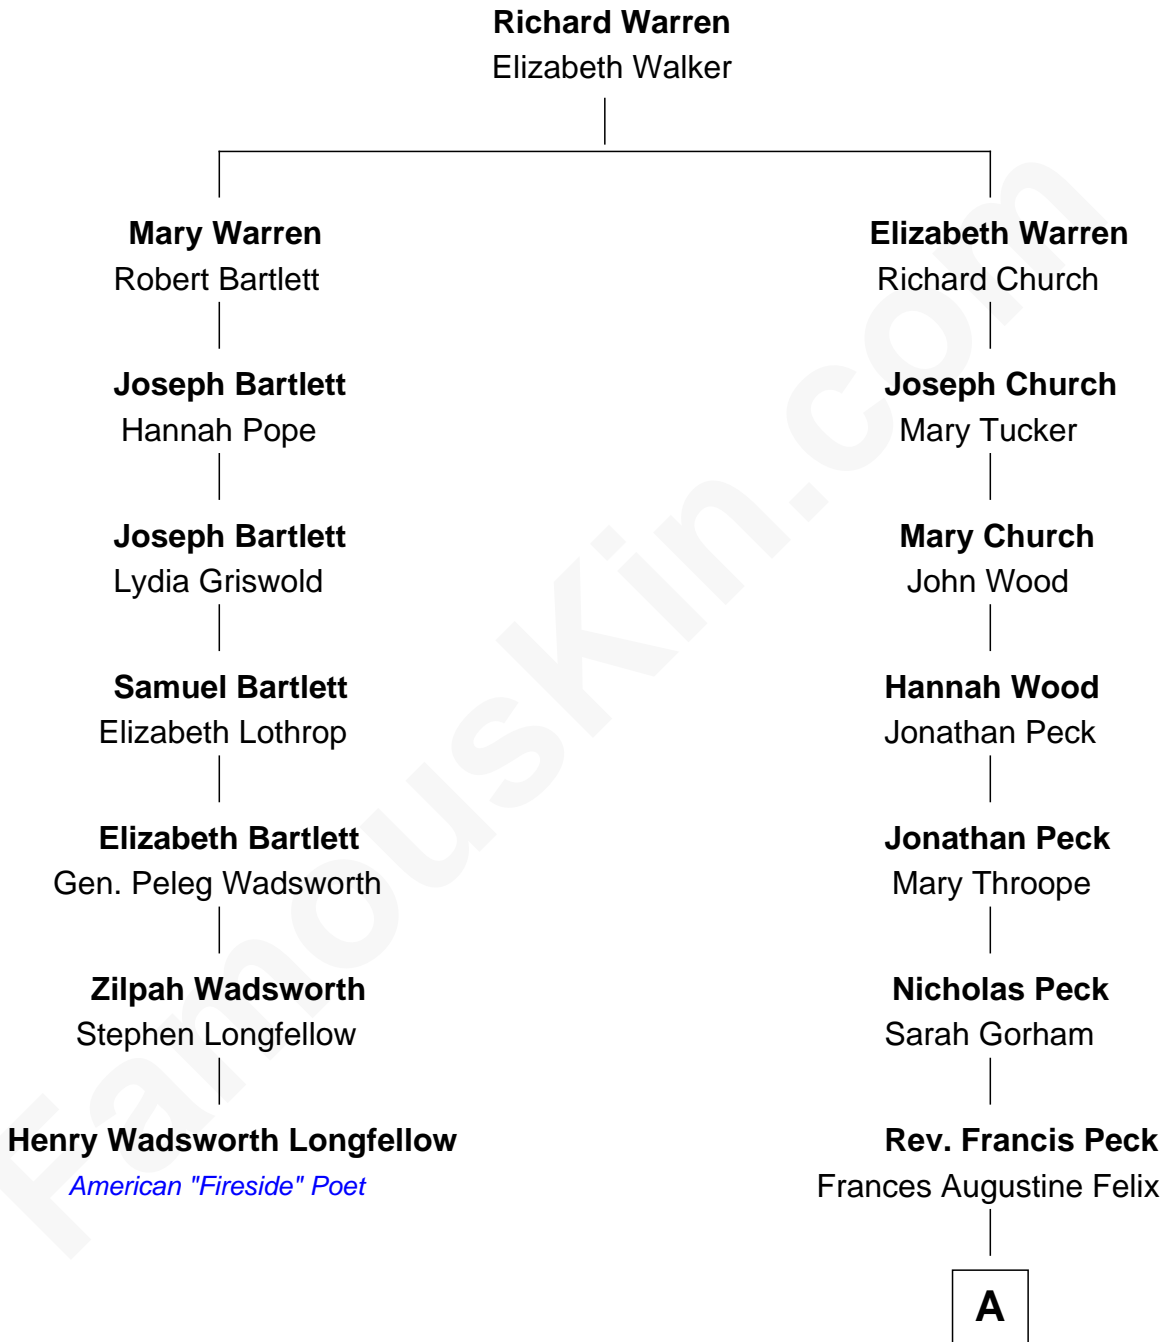 Richard Warren
Elizabeth Walker
Mary Warren
Robert Bartlett
Elizabeth Warren
Richard Church
Joseph Bartlett
Hannah Pope
Joseph Church
Mary Tucker
Joseph Bartlett
Lydia Griswold
Mary Church
John Wood
Samuel Bartlett
Elizabeth Lothrop
Hannah Wood
Jonathan Peck
Elizabeth Bartlett
Gen. Peleg Wadsworth
Jonathan Peck
Mary Throope
Zilpah Wadsworth
Stephen Longfellow
Nicholas Peck
Sarah Gorham
Henry Wadsworth Longfellow
American "Fireside" Poet
Rev. Francis Peck
Frances Augustine Felix
A
FamousKin.com